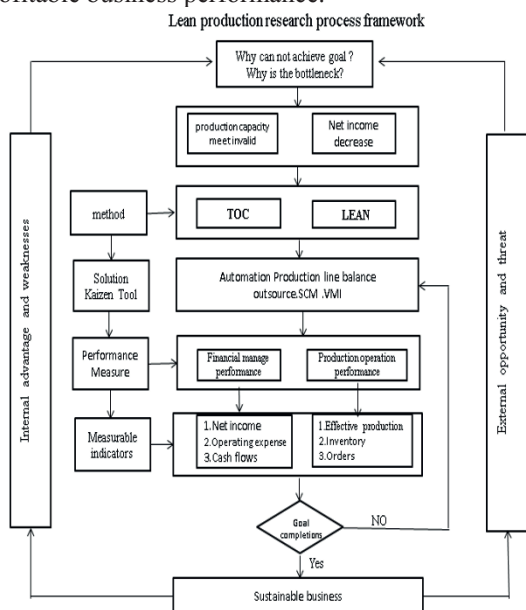 ofitable business performance.
Lean production research process framework
Why can not achieve goal ?
Why is the bottleneck?
production capacity
meet invalid
Net income
decrease
method
TOC
LEAN
Solution
Kaizen Tool
Automation Production line balance
outsource.SCM .VMI
Performance
Measure
Financial manage
performance
Production operation
performance
Measurable
indicators
1.Net income
2.Operating expense
3.Cash flows
1.Effective production
2.Inventory
3.Orders
Goal
completions
NO
Yes
Sustainable business
Internal advantage and weaknesses
External opportunity and threat